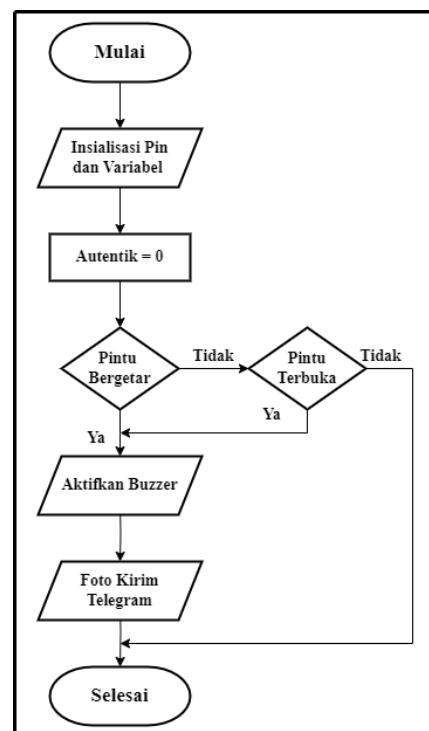 Mulai
Insialisasi Pin
dan Variabel
Autentik = 0
Pintu
Bergetar
Tidak
Pintu
Terbuka
Tidak
Ya
Ya
Aktifkan Buzzer
Foto Kirim
Telegram
Selesai